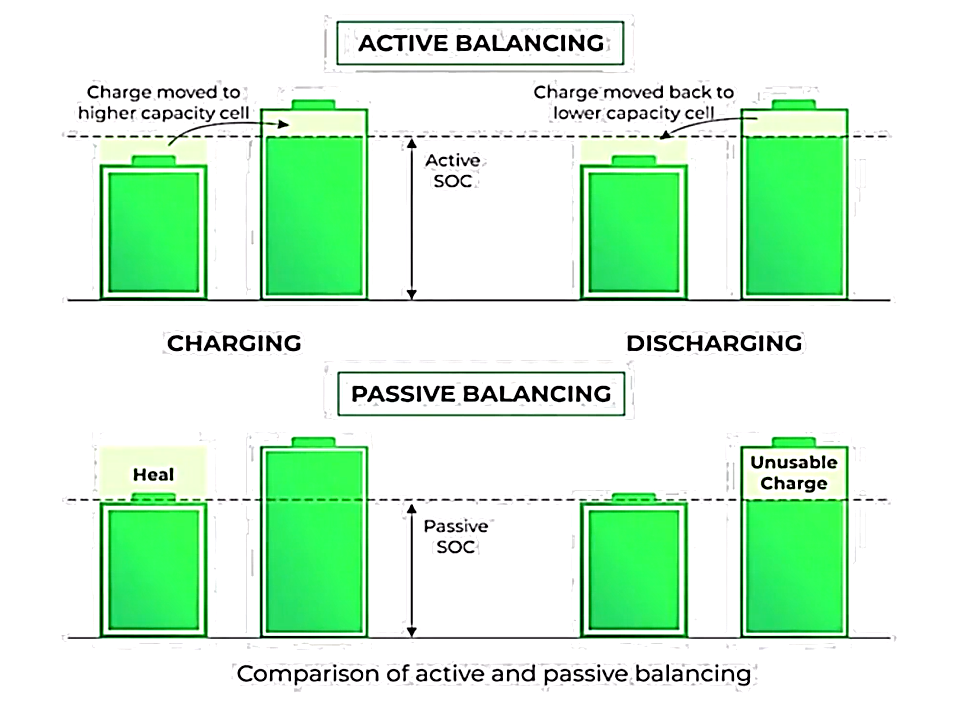 ACTIVE BALANCING
Charge moved to
higher capacity cell
Charge moved back to
lower capacity cell
Active
SOC
CHARGING
DISCHARGING
PASSIVE BALANCING
Heal
Unusable
Charge
Passive
SOC
Comparison of active and passive balancing